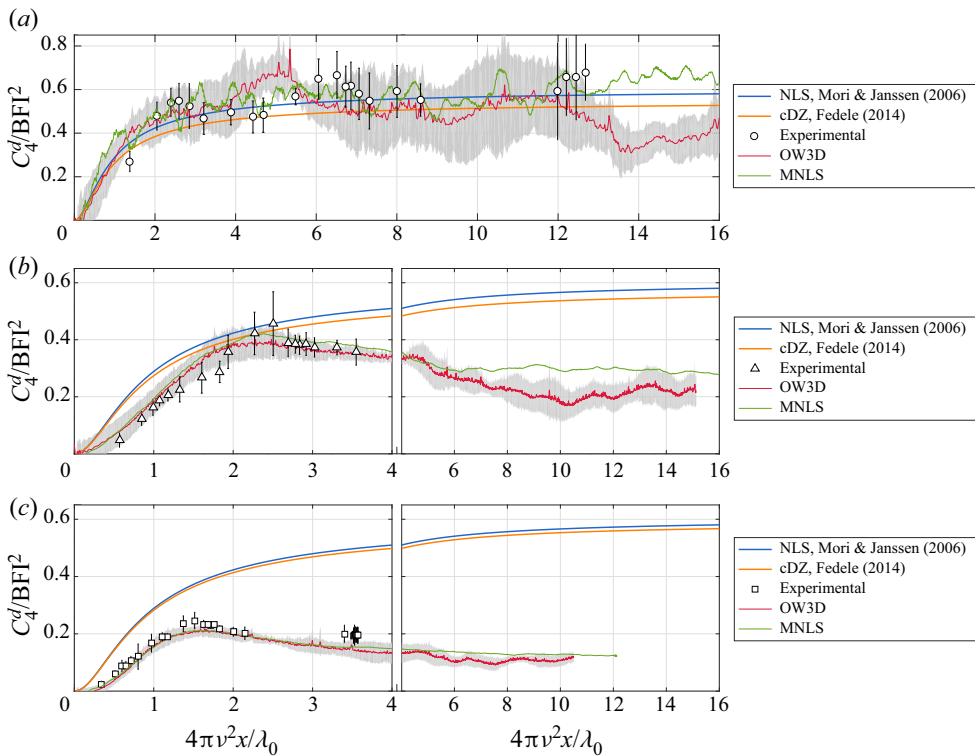 (a)
0.8
0.6
0.4
0.2
C₄ᵈ/BFI²
0 2 4 6 8 10 12 14 16
NLS, Mori & Janssen (2006)
cDZ, Fedele (2014)
Experimental
OW3D
MNLS
(b)
0.6
0.4
0.2
C₄ᵈ/BFI²
0 1 2 3 4 6 8 10 12 14 16
NLS, Mori & Janssen (2006)
cDZ, Fedele (2014)
Experimental
OW3D
MNLS
(c)
0.6
0.4
0.2
C₄ᵈ/BFI²
0 1 2 3 4 6 8 10 12 14 16
NLS, Mori & Janssen (2006)
cDZ, Fedele (2014)
Experimental
OW3D
MNLS
4πν²x/λ₀ 4πν²x/λ₀